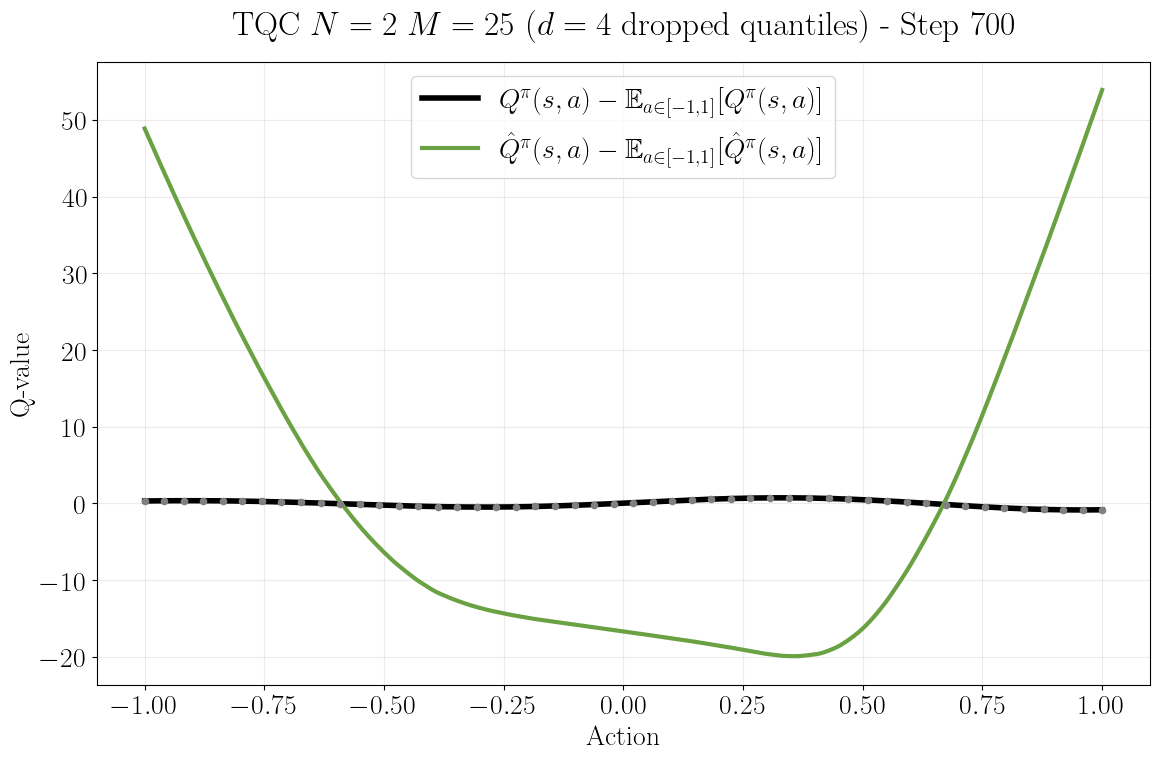 TQC N = 2 M = 25 (d = 4 dropped quantiles) - Step 700
Q^π(s, a) − 𝔼_{a∈[−1,1]}[Q^π(s, a)]
Q̂^π(s, a) − 𝔼_{a∈[−1,1]}[Q̂^π(s, a)]
50
40
30
20
10
0
−10
−20
Q-value
−1.00 −0.75 −0.50 −0.25 0.00 0.25 0.50 0.75 1.00
Action